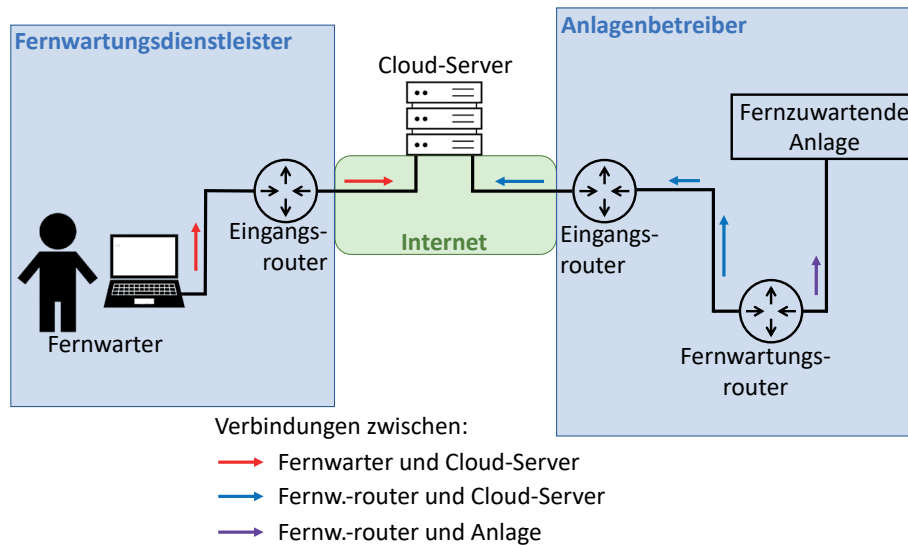 Fernwartungsdienstleister
Anlagenbetreiber
Cloud-Server
Fernzuwartende
Anlage
Eingangs-
router
Internet
Eingangs-
router
Fernwarter
Fernwartungs-
router
Verbindungen zwischen:
Fernwarter und Cloud-Server
Fernw.-router und Cloud-Server
Fernw.-router und Anlage